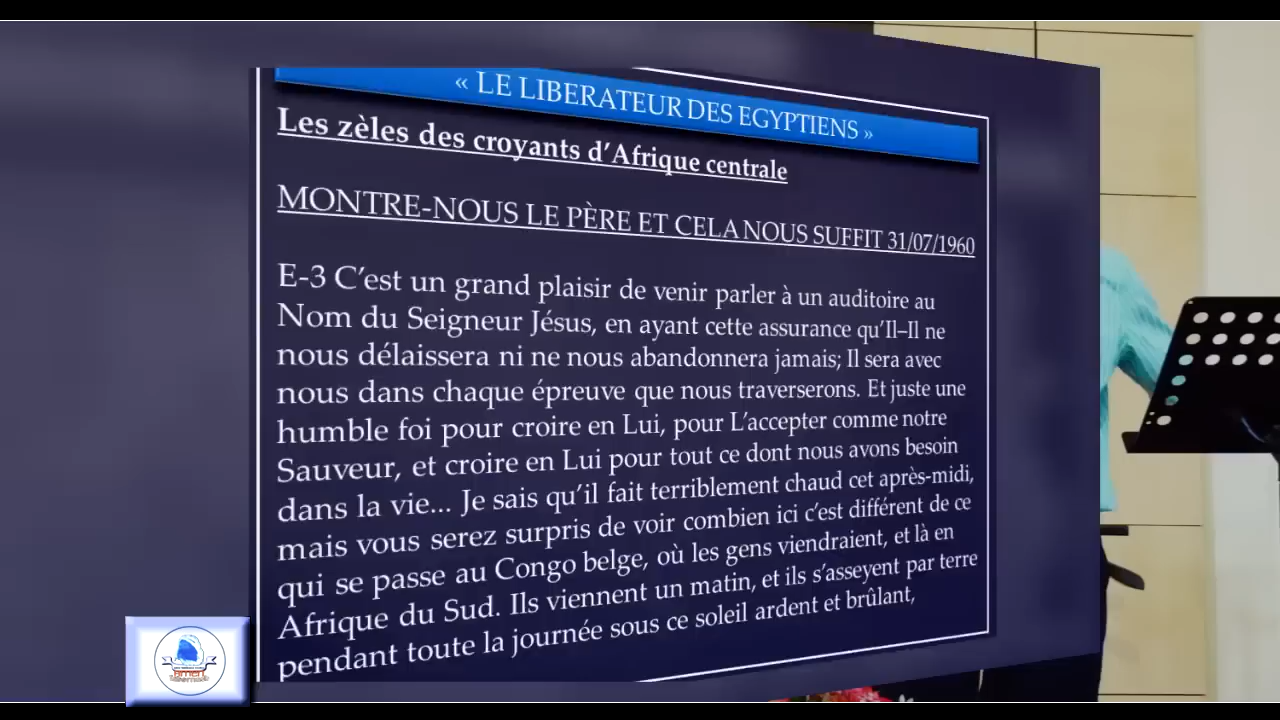 « LE LIBERATEUR DES EGYPTIENS »
Les zèles des croyants d’Afrique centrale
MONTRE-NOUS LE PÈRE ET CELA NOUS SUFFIT 31/07/1960
E-3 C’est un grand plaisir de venir parler à un auditoire au
Nom du Seigneur Jésus, en ayant cette assurance qu’Il–Il ne
nous délaissera ni ne nous abandonnera jamais; Il sera avec
nous dans chaque épreuve que nous traverserons. Et juste une
humble foi pour croire en Lui, pour L’accepter comme notre
Sauveur, et croire en Lui pour tout ce dont nous avons besoin
dans la vie... Je sais qu’il fait terriblement chaud cet après-midi,
mais vous serez surpris de voir combien ici c’est différent de ce
qui se passe au Congo belge, où les gens viendraient, et là en
Afrique du Sud. Ils viennent un matin, et ils s’asseyent par terre
pendant toute la journée sous ce soleil ardent et brûlant,